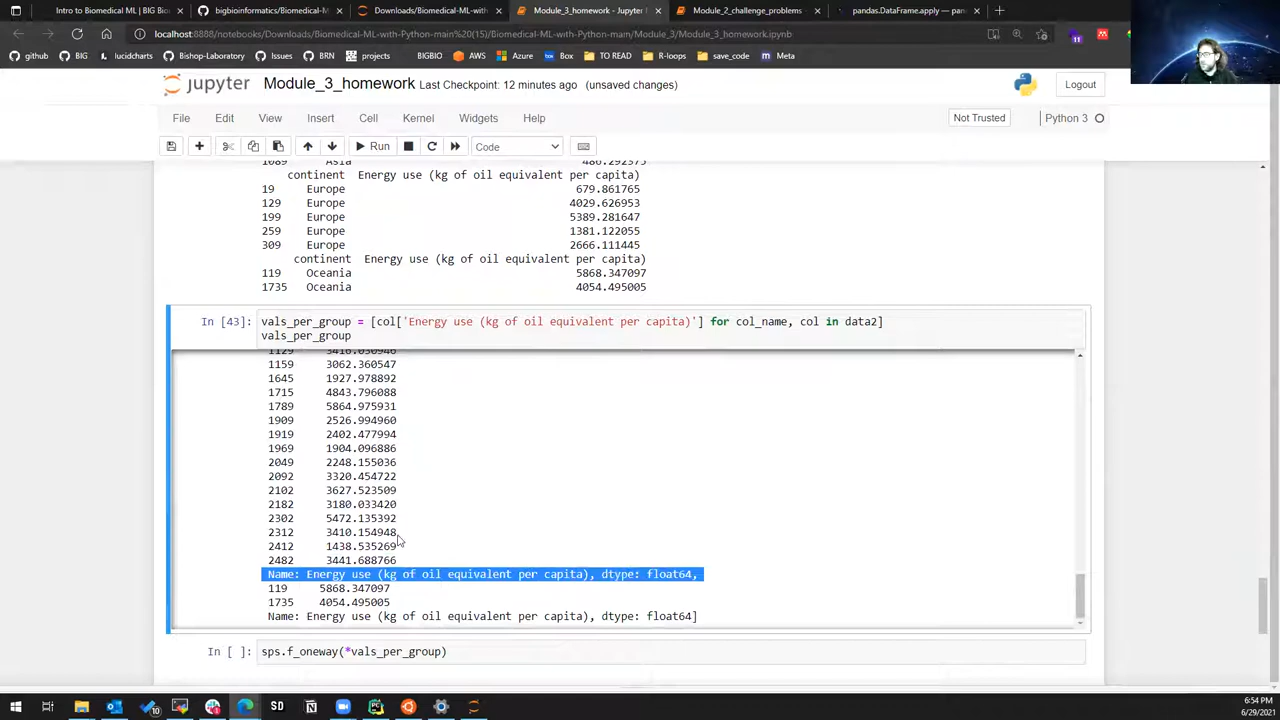 Intro to Biomedical ML | BIG Bio
bigbioinformatics/Biomedical-M
Downloads/Biomedical-ML-with-
Module_3_homework - Jupyter
Module_2_challenge_problems
pandas.DataFrame.apply — pan
localhost:8888/notebooks/Downloads/Biomedical-ML-with-Python-main%20(15)/Biomedical-ML-with-Python-main/Module_3/Module_3_homework.ipynb
github BIG lucidcharts Bishop-Laboratory Issues BRN projects BIGBIO AWS Azure Box TO READ R-loops save_code Meta
jupyter Module_3_homework Last Checkpoint: 12 minutes ago (unsaved changes) Logout
File Edit View Insert Cell Kernel Widgets Help Not Trusted Python 3
Run Code
1089 Asia 486.292375
continent Energy use (kg of oil equivalent per capita)
19 Europe 679.861765
129 Europe 4029.626953
199 Europe 5389.281647
259 Europe 1381.122055
309 Europe 2666.111445
continent Energy use (kg of oil equivalent per capita)
119 Oceania 5868.347097
1735 Oceania 4054.495005
In [43]: vals_per_group = [col['Energy use (kg of oil equivalent per capita)'] for col_name, col in data2]
vals_per_group
1129 3416.030946
1159 3062.360547
1645 1927.978892
1715 4843.796088
1789 5864.975931
1909 2526.994960
1919 2402.477994
1969 1904.096886
2049 2248.155036
2092 3320.454722
2102 3627.523509
2182 3180.033420
2302 5472.135392
2312 3410.154948
2412 1438.535269
2482 3441.688766
Name: Energy use (kg of oil equivalent per capita), dtype: float64,
119 5868.347097
1735 4054.495005
Name: Energy use (kg of oil equivalent per capita), dtype: float64]
In [ ]: sps.f_oneway(*vals_per_group)
SD
6:54 PM
6/29/2021